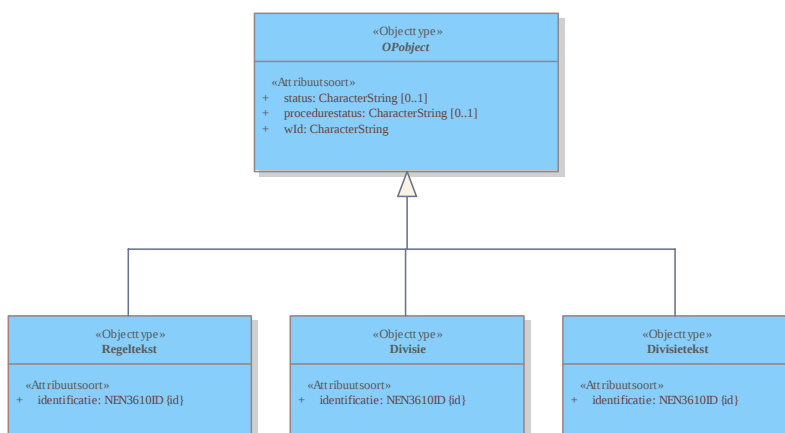 «Objecttype»
OPobject
«Attribuutsoort»
+ status: CharacterString [0..1]
+ procedurestatus: CharacterString [0..1]
+ wId: CharacterString
«Objecttype»
Regeltekst
«Attribuutsoort»
+ identificatie: NEN3610ID {id}
«Objecttype»
Divisie
«Attribuutsoort»
+ identificatie: NEN3610ID {id}
«Objecttype»
Divisietekst
«Attribuutsoort»
+ identificatie: NEN3610ID {id}